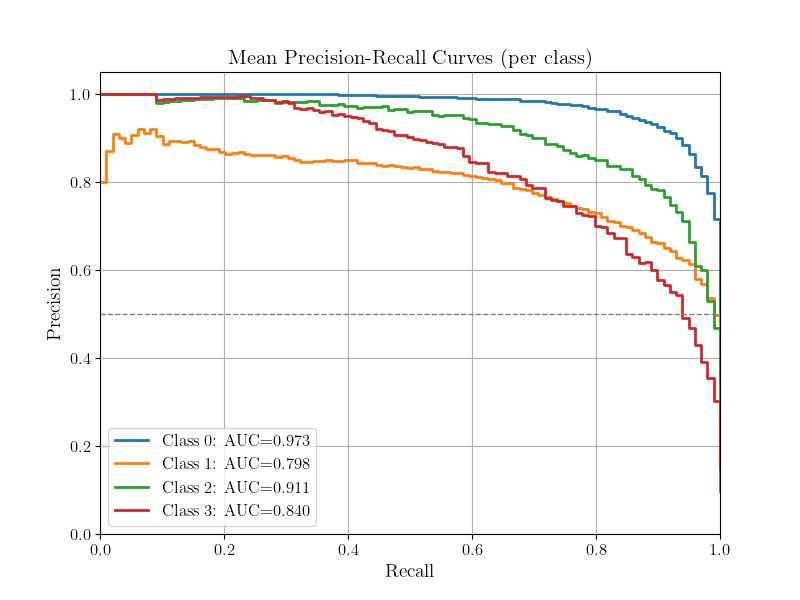 Mean Precision-Recall Curves (per class)
1.0
0.8
0.6
0.4
0.2
0.0
Precision
Class 0: AUC=0.973
Class 1: AUC=0.798
Class 2: AUC=0.911
Class 3: AUC=0.840
0.0 0.2 0.4 0.6 0.8 1.0
Recall